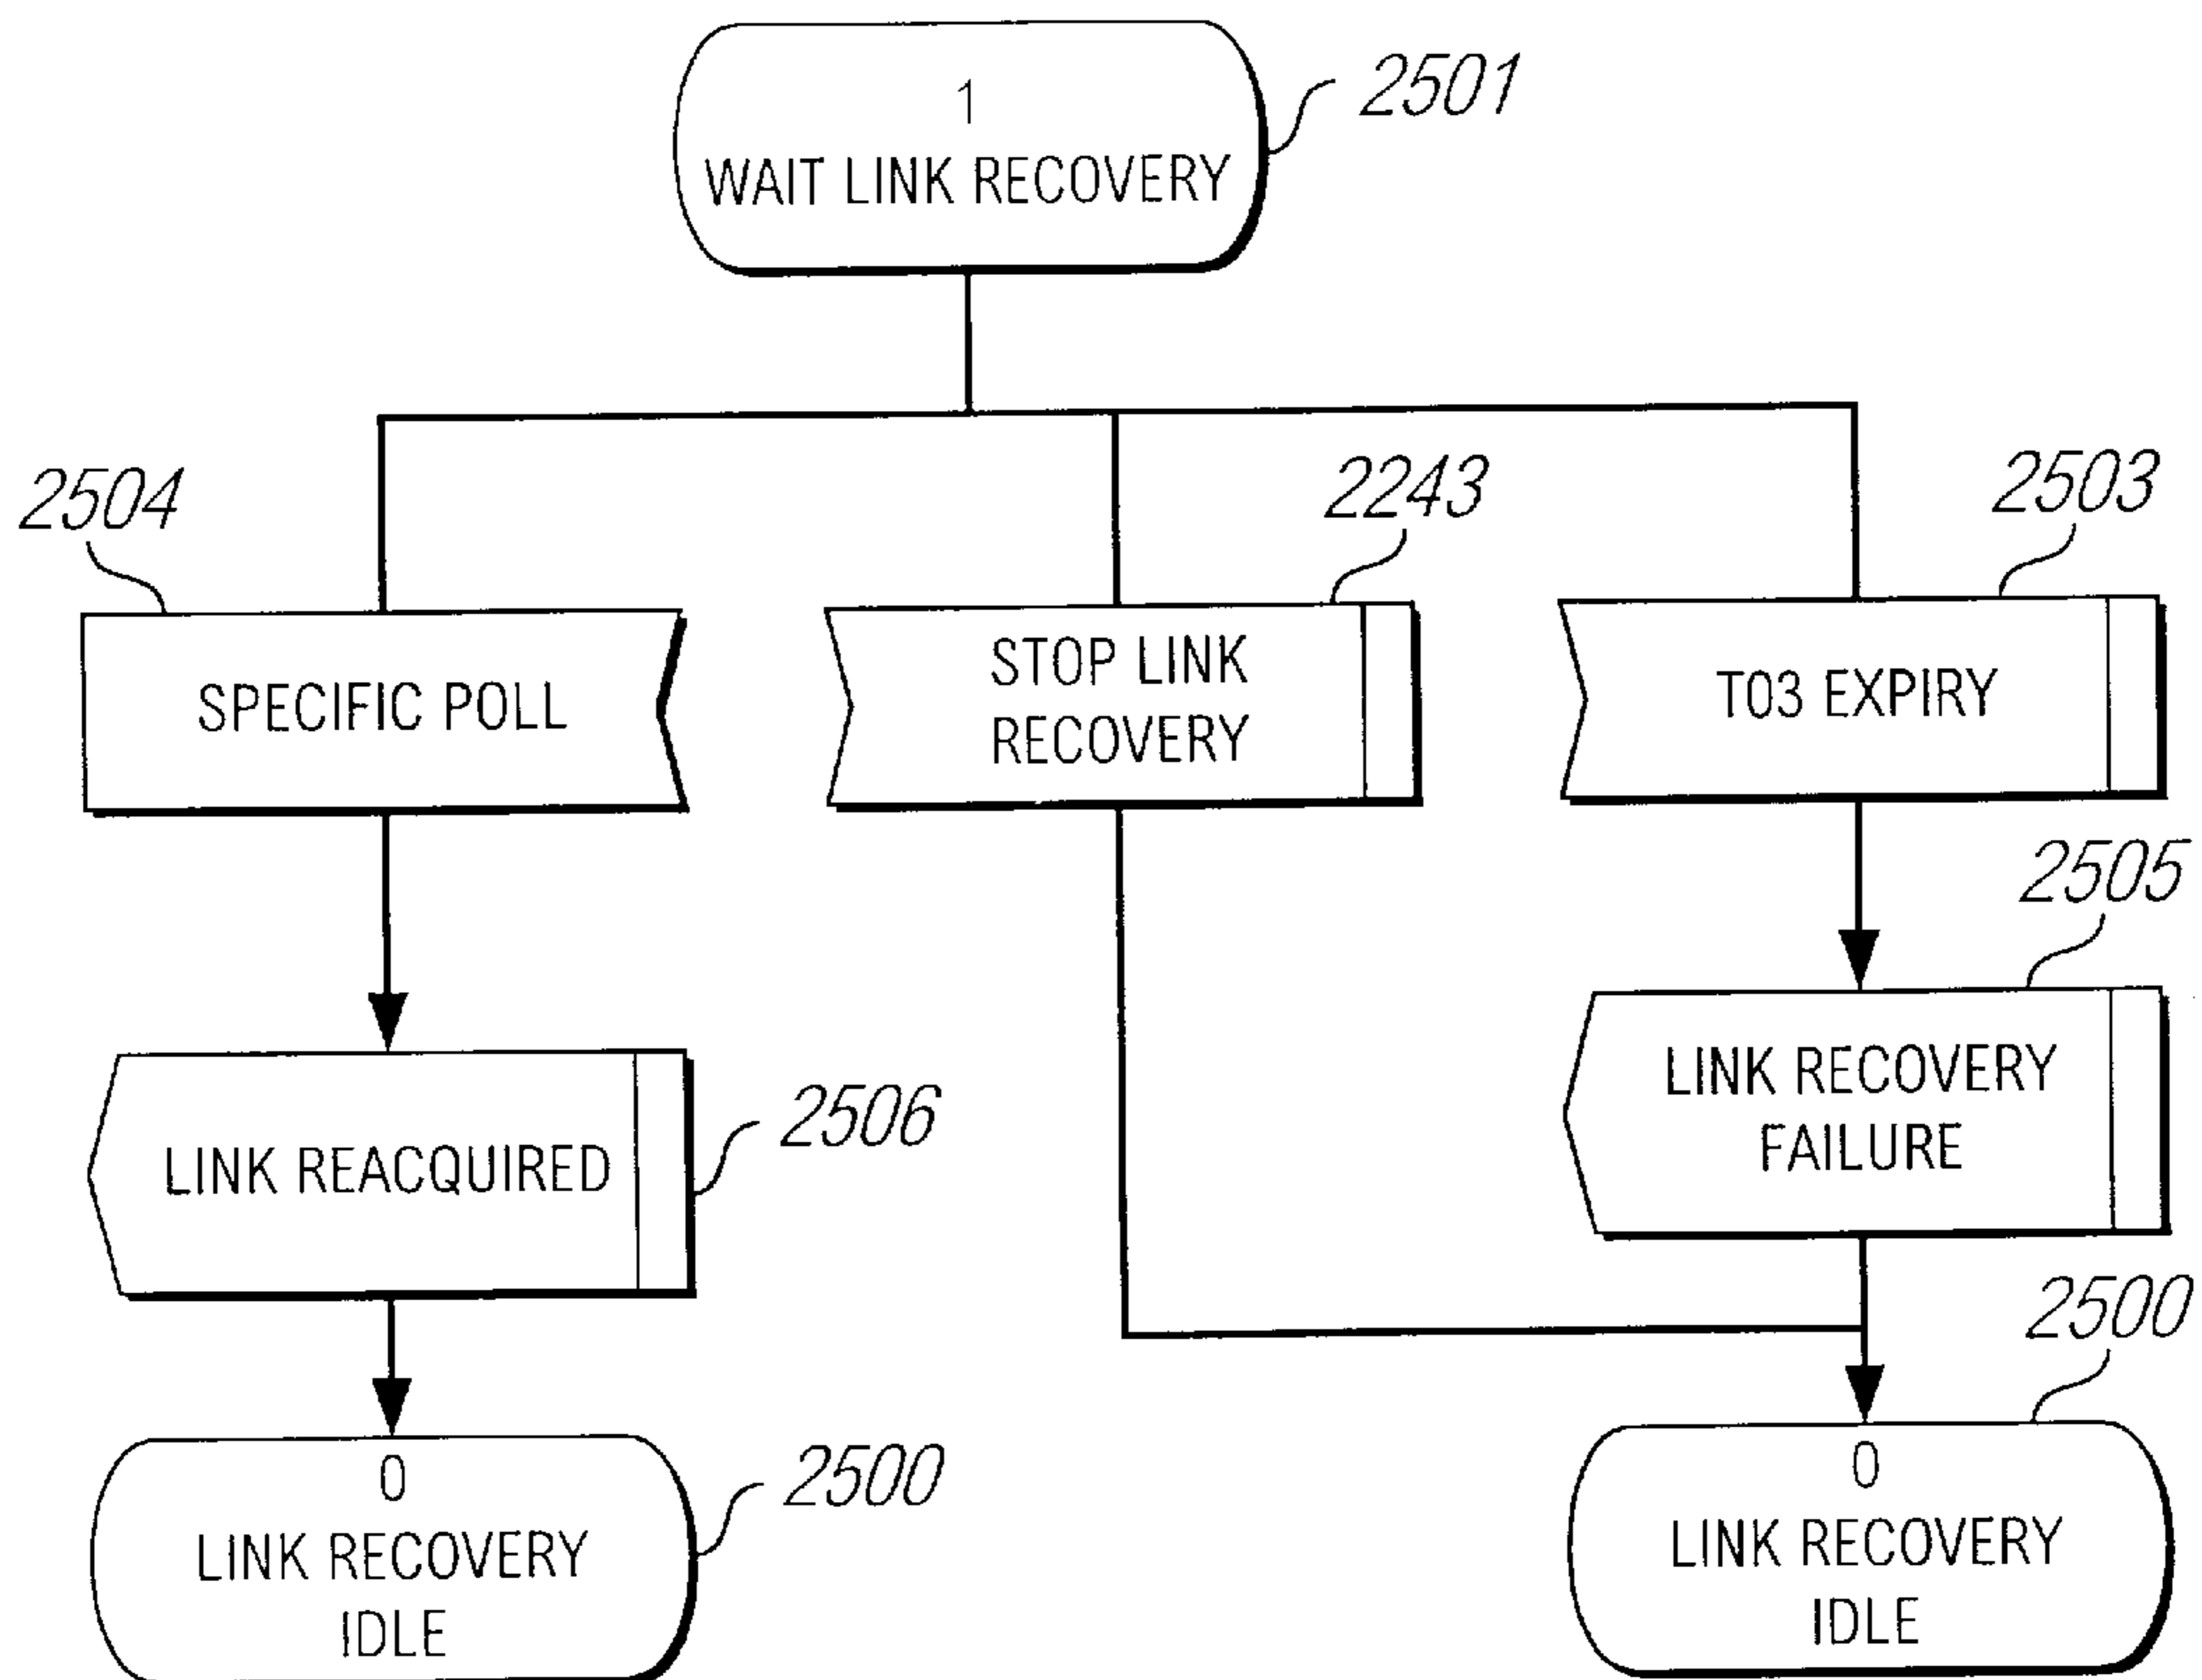 1
WAIT LINK RECOVERY
2501
2504
2243
2503
SPECIFIC POLL
STOP LINK
RECOVERY
T03 EXPIRY
2505
LINK REACQUIRED
2506
LINK RECOVERY
FAILURE
2500
0
LINK RECOVERY
IDLE
2500
0
LINK RECOVERY
IDLE